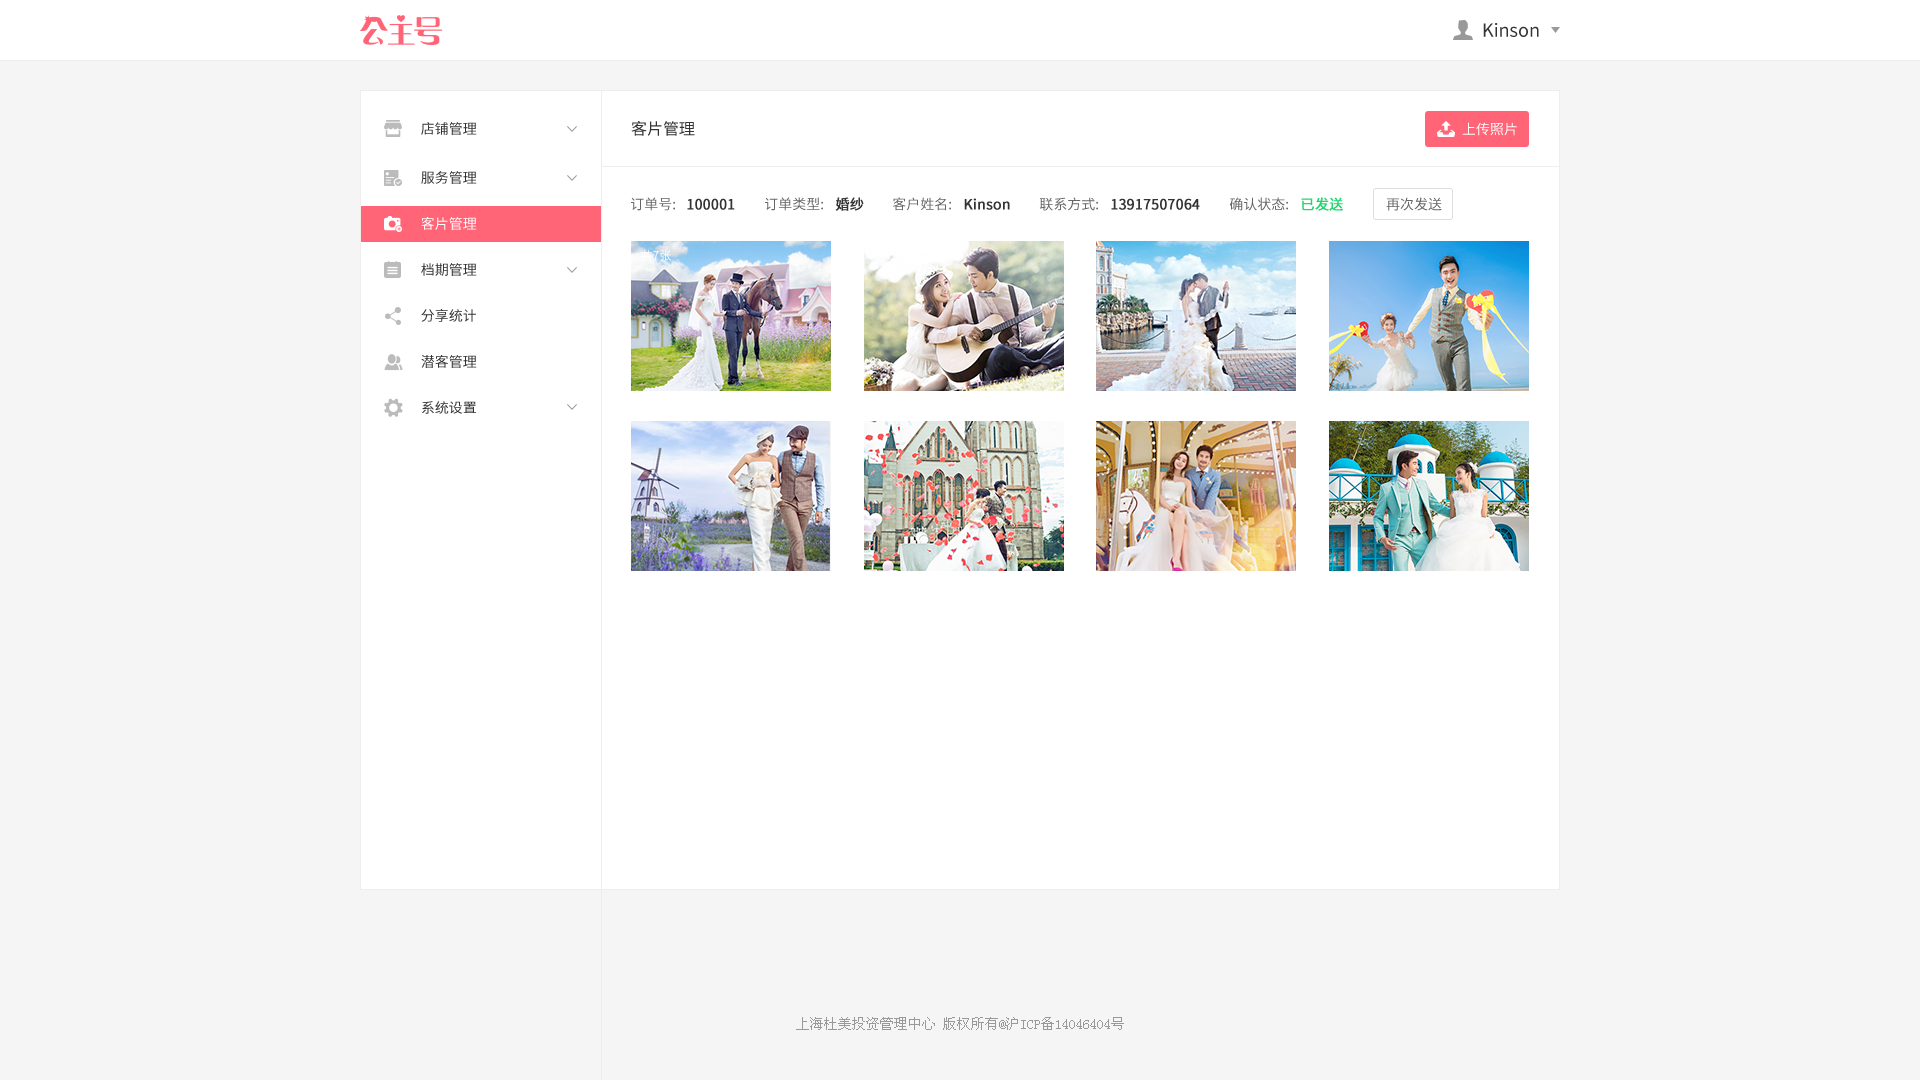 公主号
Kinson
店铺管理
服务管理
客片管理
档期管理
分享统计
潜客管理
系统设置
客片管理
上传照片
订单号: 100001 订单类型: 婚纱 客户姓名: Kinson 联系方式: 13917507064 确认状态: 已发送 再次发送
上海杜美投资管理中心 版权所有@沪ICP备14046404号